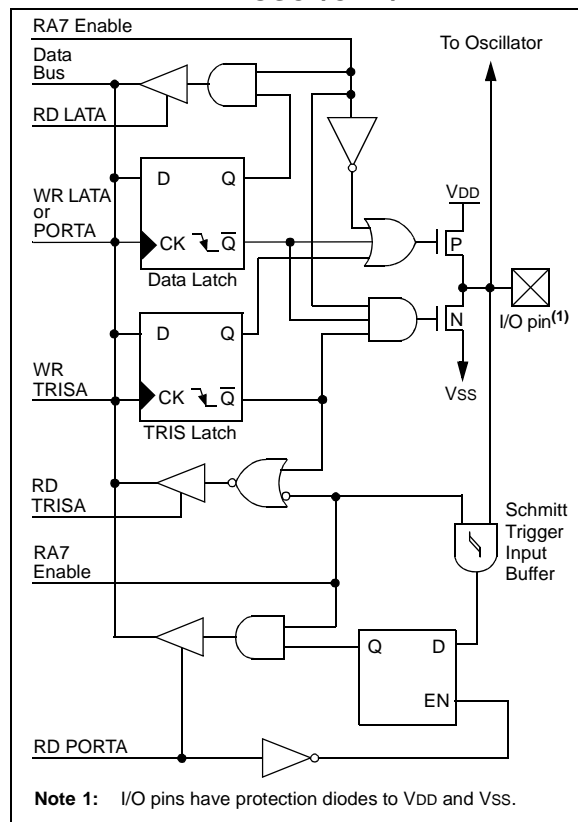 RA7 Enable
To Oscillator
Data
Bus
RD LATA
D Q
WR LATA
or
PORTA
VDD
CK Q
P
Data Latch
D Q
N
I/O pin(1)
WR
TRISA
CK Q
VSS
TRIS Latch
RD
TRISA
Schmitt
Trigger
Input
Buffer
RA7
Enable
Q D
EN
RD PORTA
Note 1: I/O pins have protection diodes to VDD and VSS.